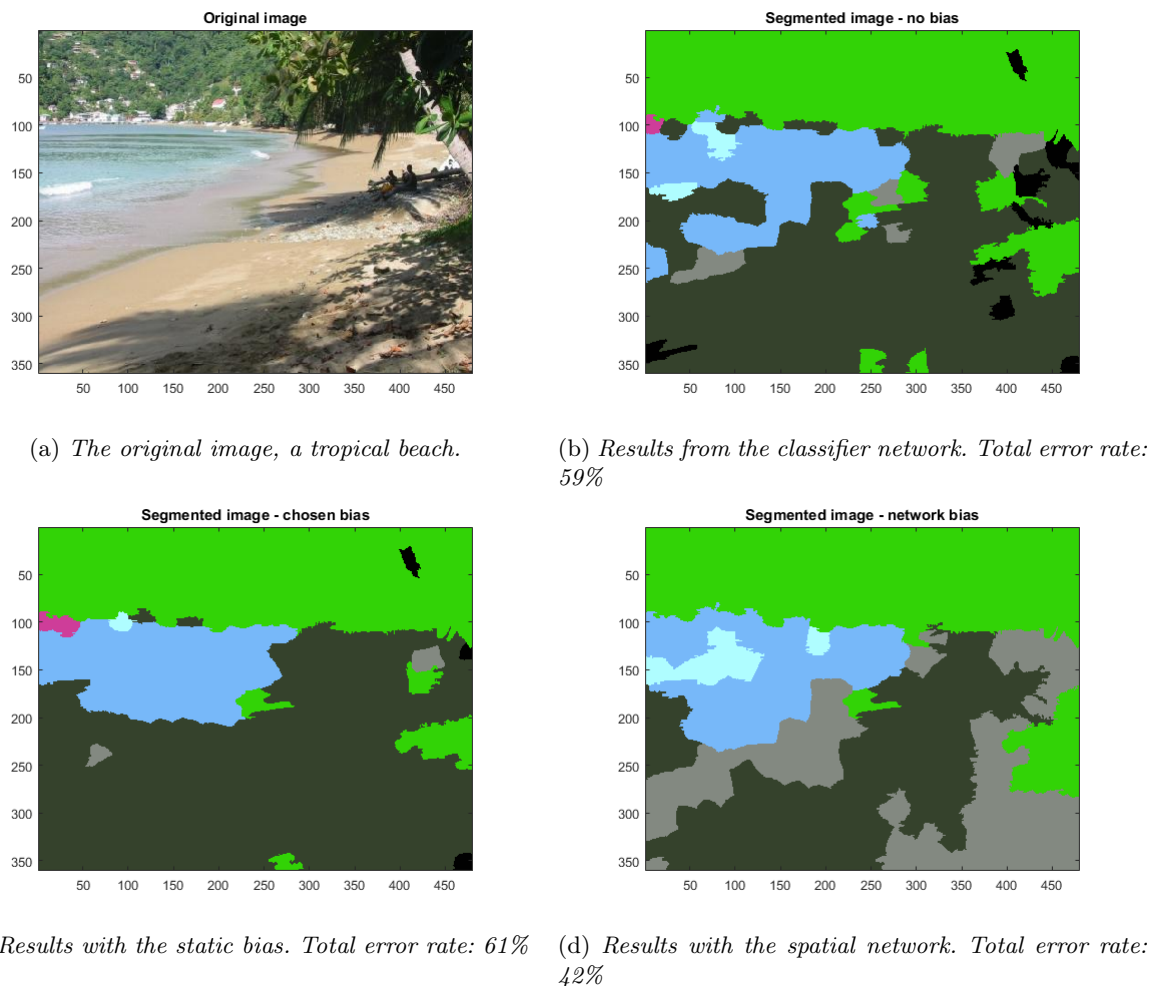 Original image
50
100
150
200
250
300
350
50 100 150 200 250 300 350 400 450
(a) The original image, a tropical beach.
Segmented image - no bias
50
100
150
200
250
300
350
50 100 150 200 250 300 350 400 450
(b) Results from the classifier network. Total error rate:
59%
Segmented image - chosen bias
50
100
150
200
250
300
350
50 100 150 200 250 300 350 400 450
Results with the static bias. Total error rate: 61%
Segmented image - network bias
50
100
150
200
250
300
350
50 100 150 200 250 300 350 400 450
(d) Results with the spatial network. Total error rate:
42%